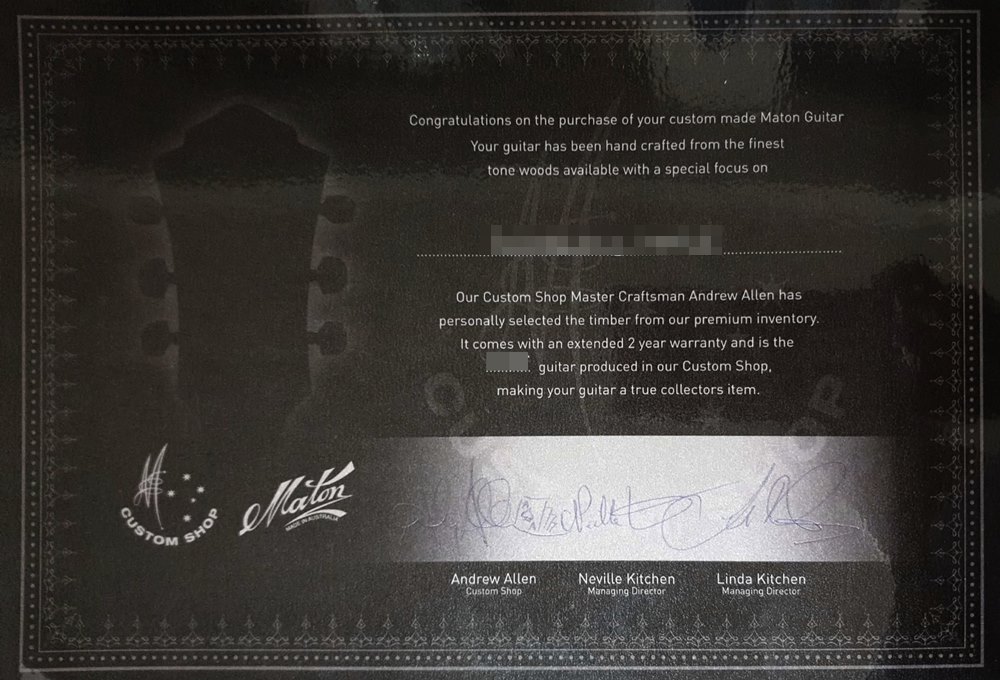 Congratulations on the purchase of your custom made Maton Guitar
Your guitar has been hand crafted from the finest
tone woods available with a special focus on
Our Custom Shop Master Craftsman Andrew Allen has
personally selected the timber from our premium inventory.
It comes with an extended 2 year warranty and is the
guitar produced in our Custom Shop,
making your guitar a true collectors item.
CUSTOM SHOP
Maton
MADE IN AUSTRALIA
Andrew Allen
Custom Shop
Neville Kitchen
Managing Director
Linda Kitchen
Managing Director